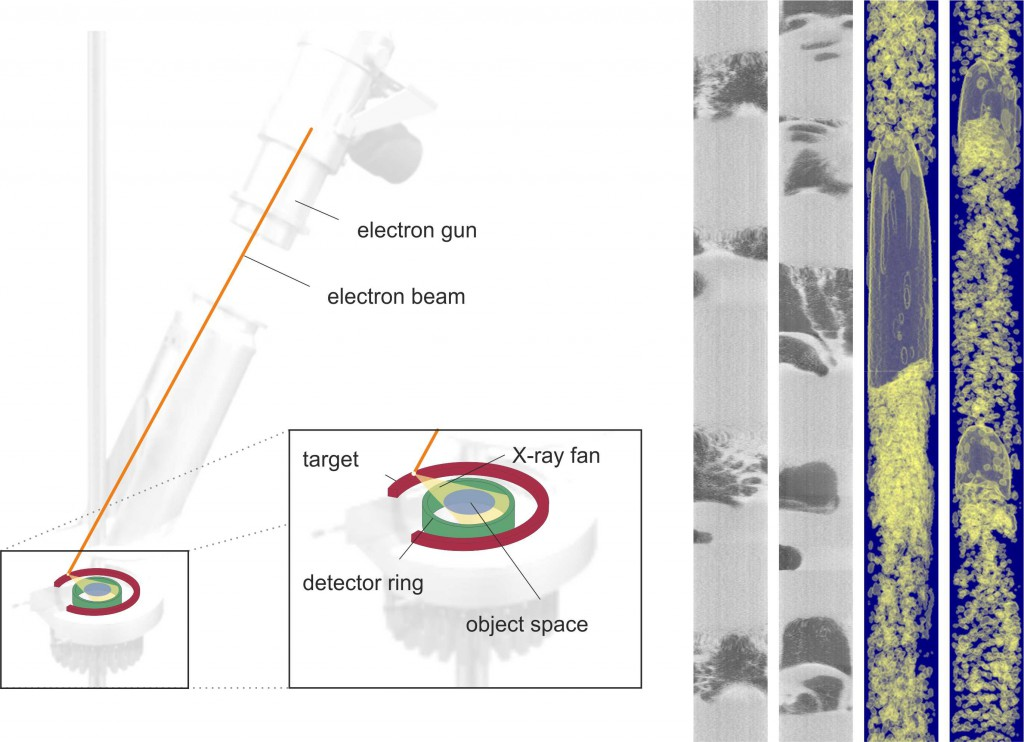 electron gun
electron beam
target
X-ray fan
detector ring
object space